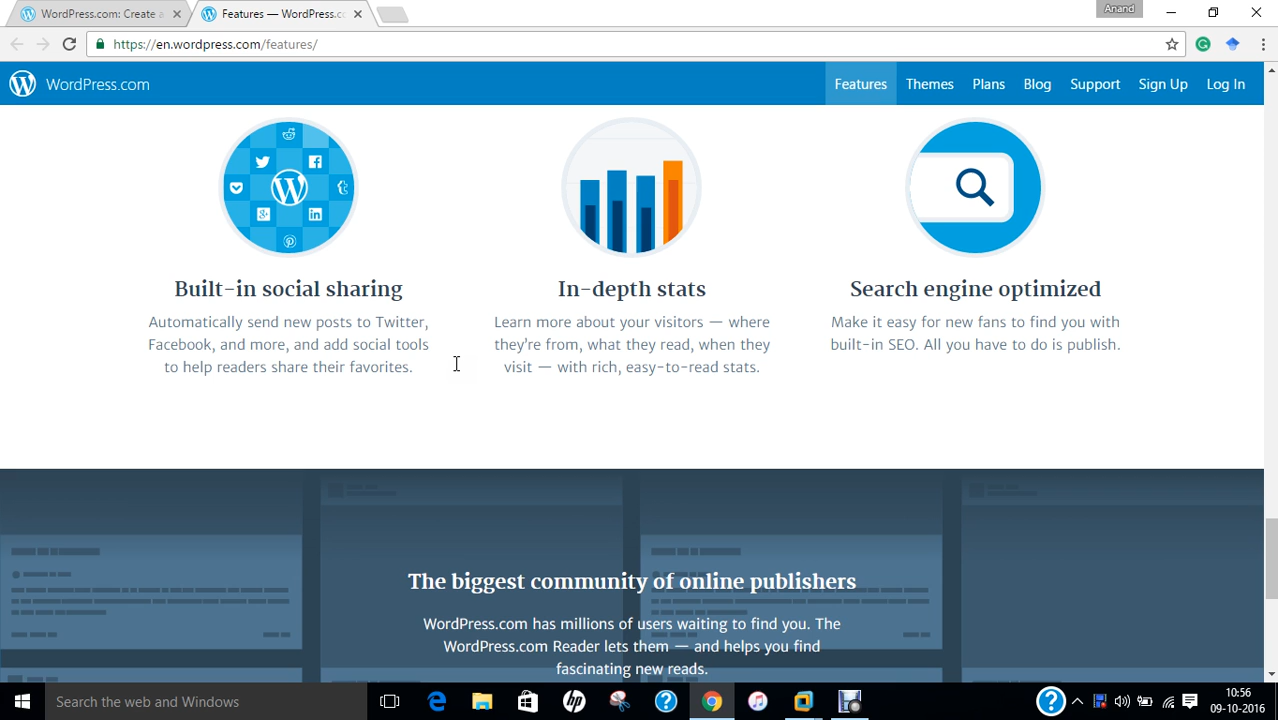 WordPress.com: Create a
Features — WordPress.co
Anand
https://en.wordpress.com/features/
WordPress.com
Features
Themes
Plans
Blog
Support
Sign Up
Log In
Built-in social sharing
Automatically send new posts to Twitter,
Facebook, and more, and add social tools
to help readers share their favorites.
In-depth stats
Learn more about your visitors — where
they're from, what they read, when they
visit — with rich, easy-to-read stats.
Search engine optimized
Make it easy for new fans to find you with
built-in SEO. All you have to do is publish.
The biggest community of online publishers
WordPress.com has millions of users waiting to find you. The
WordPress.com Reader lets them — and helps you find
fascinating new reads.
Search the web and Windows
10:56
09-10-2016